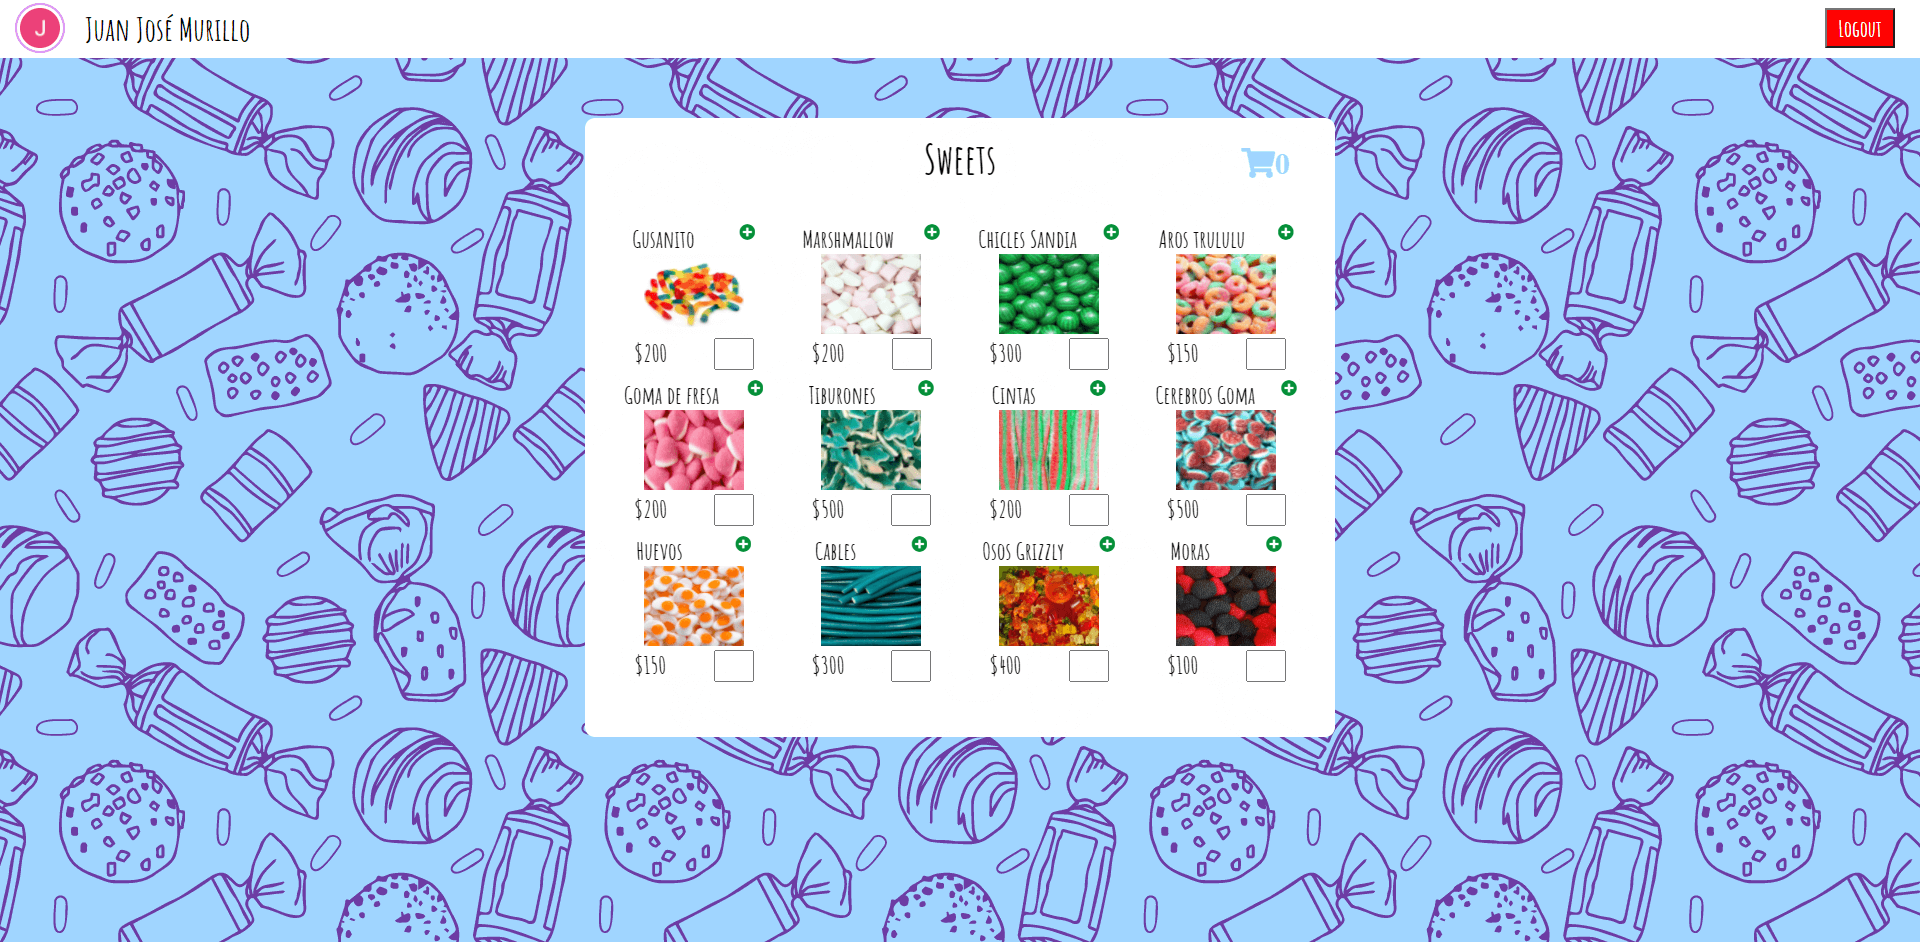 J Juan José Murillo Logout
Sweets 0
Gusanito Marshmallow Chicles Sandia Aros trululu
$200 $200 $300 $150
Goma de fresa Tiburones Cintas Cerebros Goma
$200 $500 $200 $500
Huevos Cables Osos Grizzly Moras
$150 $300 $400 $100